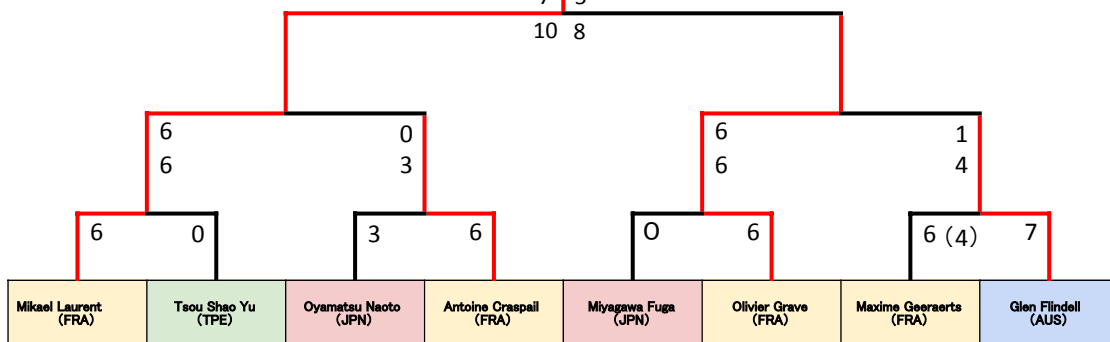 10 8
6 0 6 1
6 3 6 4
6 0 3 6 O 6 6 (4) 7
Mikael Laurent
(FRA)
Tsou Shao Yu
(TPE)
Oyamatsu Naoto
(JPN)
Antoine Craspail
(FRA)
Miyagawa Fuga
(JPN)
Olivier Grave
(FRA)
Maxime Geeraerts
(FRA)
Glen Flindell
(AUS)